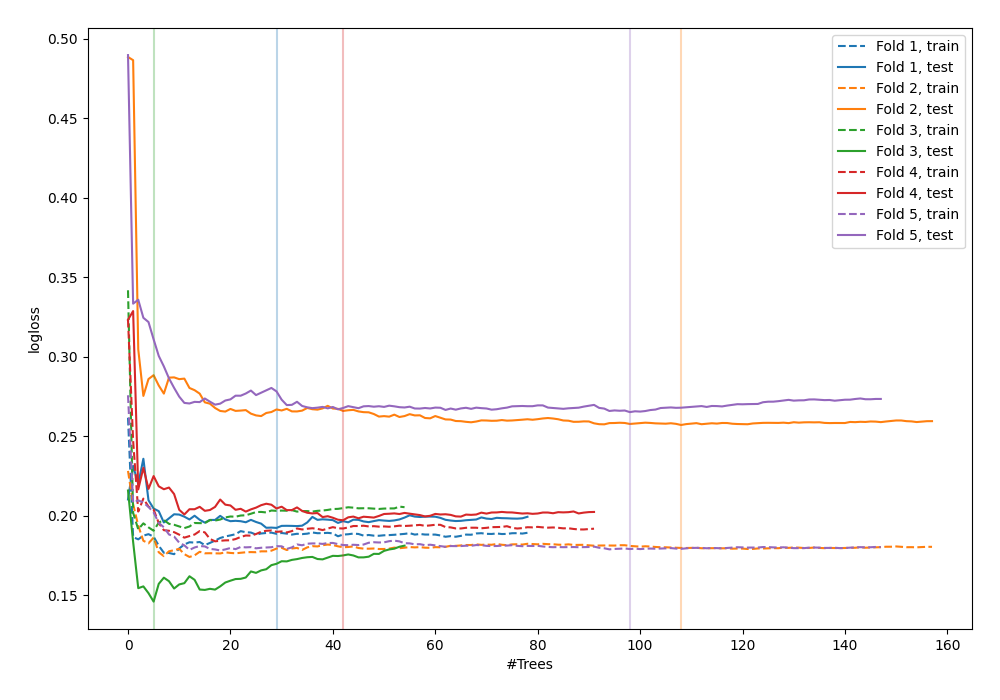 0.50
0.45
0.40
0.35
0.30
0.25
0.20
0.15
logloss
0 20 40 60 80 100 120 140 160
#Trees
Fold 1, train
Fold 1, test
Fold 2, train
Fold 2, test
Fold 3, train
Fold 3, test
Fold 4, train
Fold 4, test
Fold 5, train
Fold 5, test